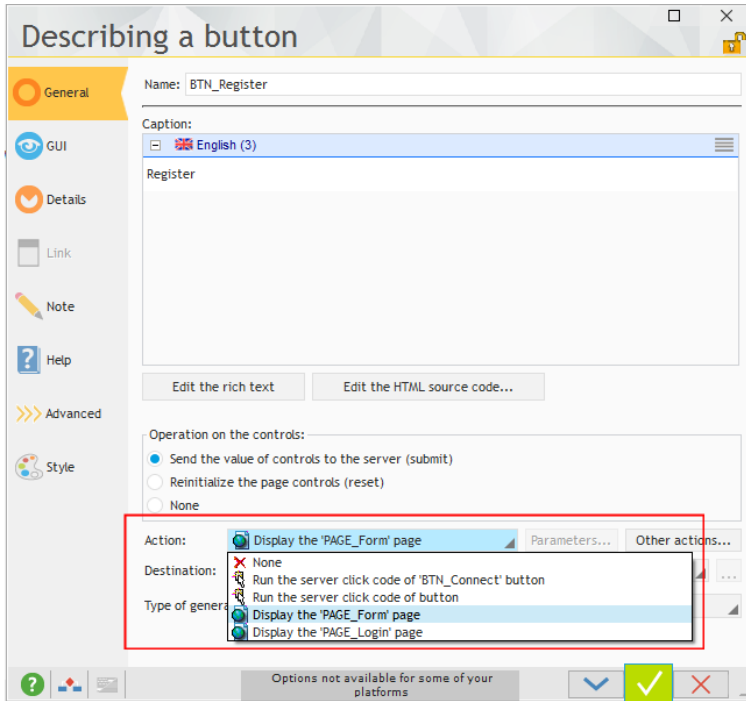 Describing a button
General
GUI
Details
Link
Note
Help
Advanced
Style
Name: BTN_Register
Caption:
English (3)
Register
Edit the rich text
Edit the HTML source code...
Operation on the controls:
Send the value of controls to the server (submit)
Reinitialize the page controls (reset)
None
Action: Display the 'PAGE_Form' page Parameters... Other actions...
None
Destination: ...
Run the server click code of 'BTN_Connect' button
Run the server click code of button
Type of genera
Display the 'PAGE_Form' page
Display the 'PAGE_Login' page
Options not available for some of your
platforms